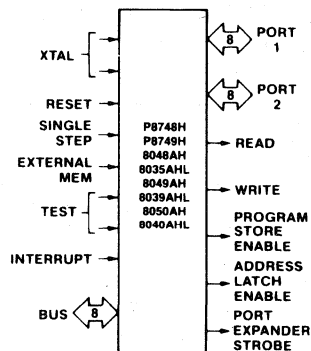 XTAL
RESET
SINGLE
STEP
EXTERNAL
MEM
TEST
INTERRUPT
BUS
8
P8748H
P8749H
8048AH
8035AHL
8049AH
8039AHL
8050AH
8040AHL
8
PORT
1
8
PORT
2
READ
WRITE
PROGRAM
STORE
ENABLE
ADDRESS
LATCH
ENABLE
PORT
EXPANDER
STROBE